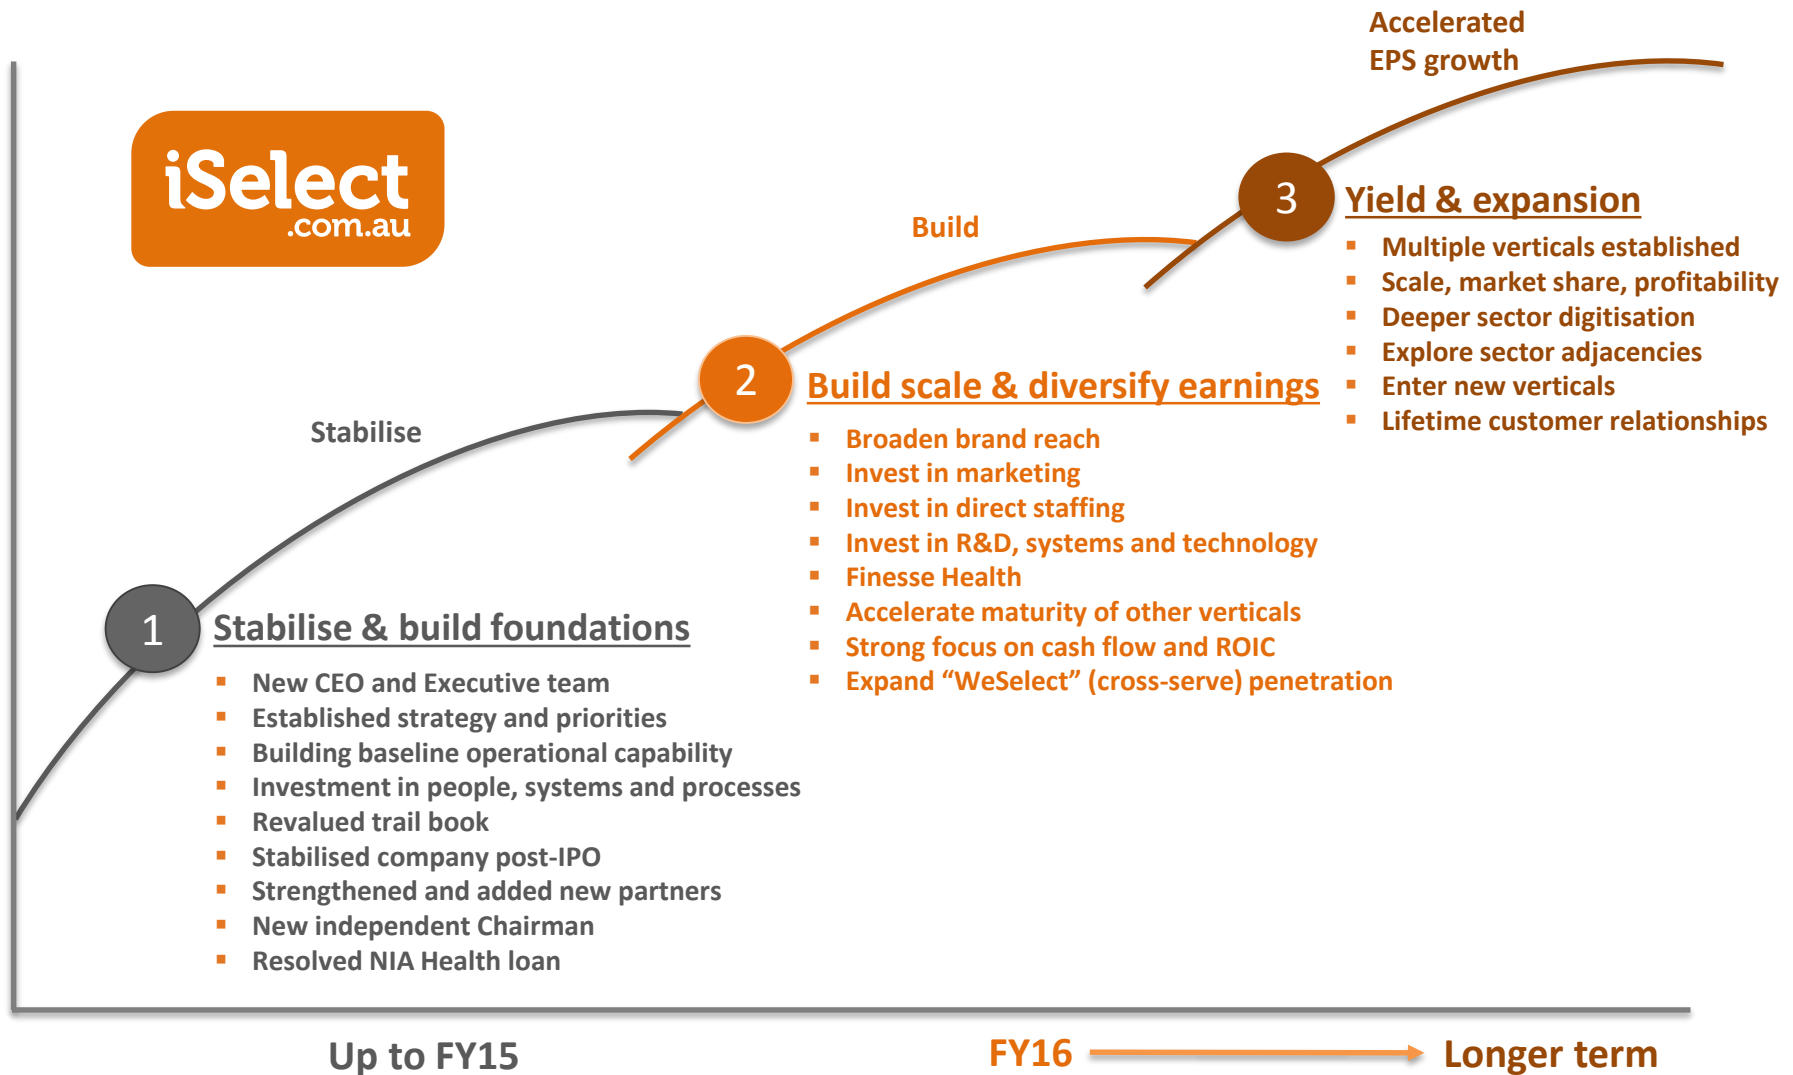 Accelerated
EPS growth
iSelect
.com.au
3
Yield & expansion
Multiple verticals established
Scale, market share, profitability
Deeper sector digitisation
Explore sector adjacencies
Enter new verticals
Lifetime customer relationships
Build
2
Build scale & diversify earnings
Broaden brand reach
Invest in marketing
Invest in direct staffing
Invest in R&D, systems and technology
Finesse Health
Accelerate maturity of other verticals
Strong focus on cash flow and ROIC
Expand “WeSelect” (cross-serve) penetration
Stabilise
1
Stabilise & build foundations
New CEO and Executive team
Established strategy and priorities
Building baseline operational capability
Investment in people, systems and processes
Revalued trail book
Stabilised company post-IPO
Strengthened and added new partners
New independent Chairman
Resolved NIA Health loan
Up to FY15
FY16
Longer term